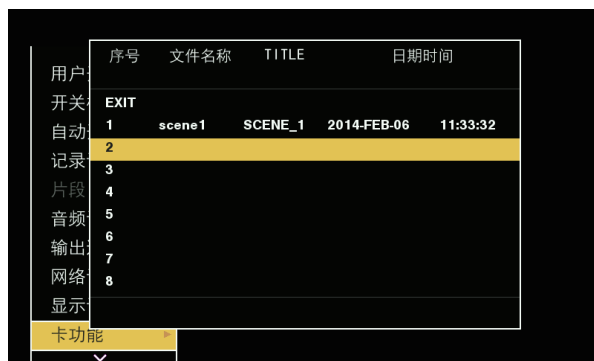 序号 文件名称 TITLE 日期时间
EXIT
1 scene1 SCENE_1 2014-FEB-06 11:33:32
2
3
4
5
6
7
8
用户
开关
自动
记录
片段
音频
输出
网络
显示
卡功能